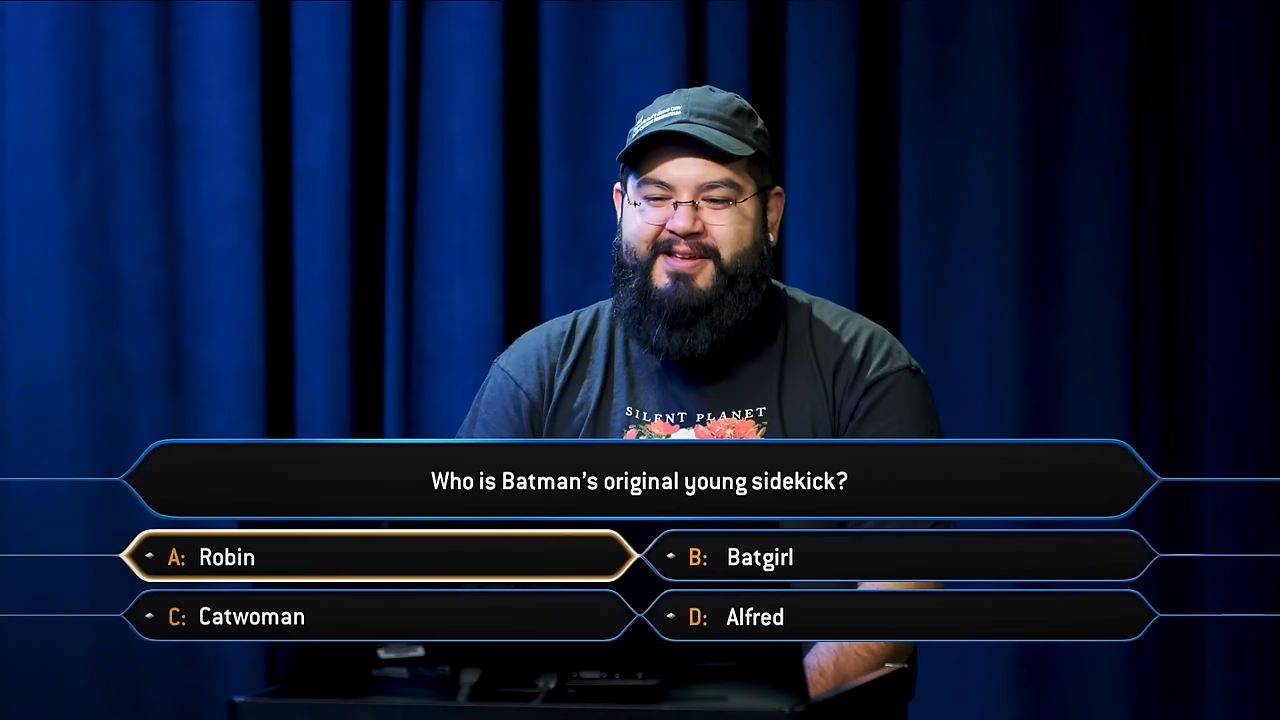 SILENT PLANET
Who is Batman's original young sidekick?
A: Robin
B: Batgirl
C: Catwoman
D: Alfred